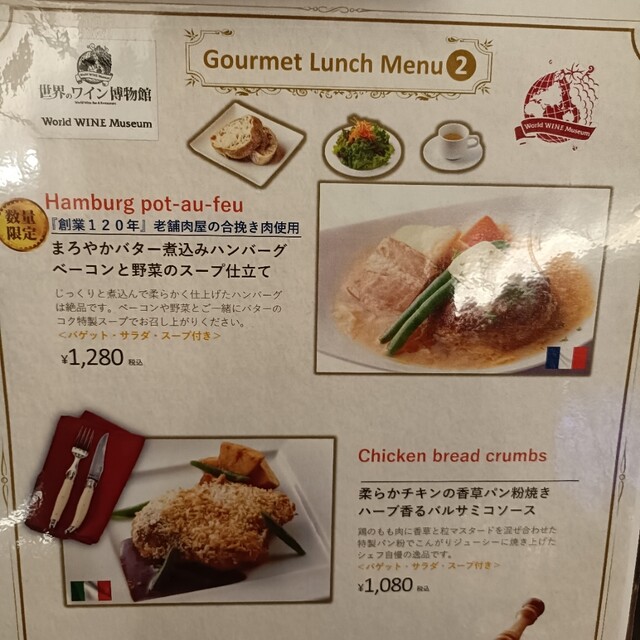 世界のワイン博物館
World WINE Museum
Gourmet Lunch Menu 2
World Wine Museum
数量
限定
Hamburg pot-au-feu
『創業120年』老舗肉屋の合挽き肉使用
まろやかバター煮込みハンバーグ
ベーコンと野菜のスープ仕立て
じっくりと煮込んで柔らかく仕上げたハンバーグ
は絶品です。ベーコンや野菜とご一緒にバターの
コク特製スープでお召し上がりください。
<バゲット・サラダ・スープ付き>
¥1,280 税込
Chicken bread crumbs
柔らかチキンの香草パン粉焼き
ハーブ香るバルサミコソース
鶏のもも肉に香草と粒マスタードを混ぜ合わせた
特製パン粉でこんがりジューシーに焼き上げた
シェフ自慢の逸品です。
<バゲット・サラダ・スープ付き>
¥1,080 税込